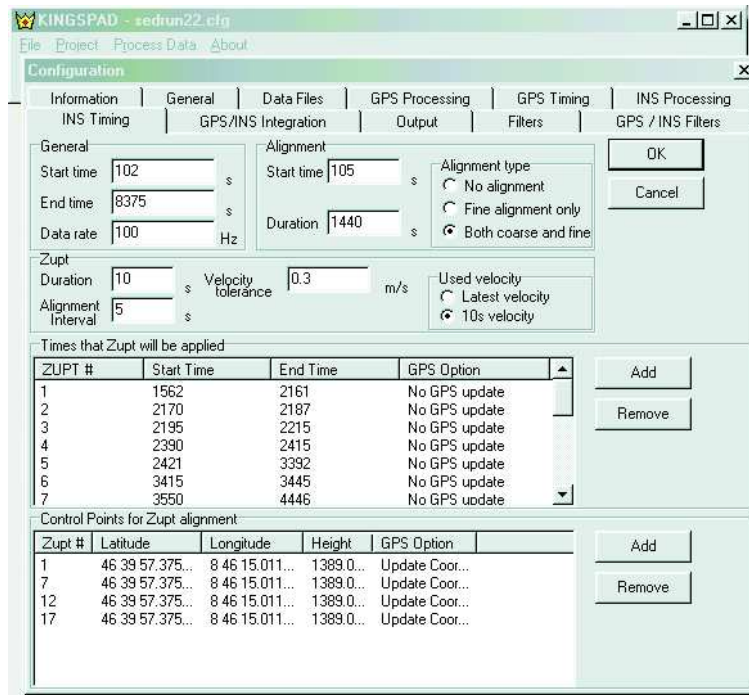 KINGSPAD - sedrun22.cfg
File Project Process Data About
Configuration
Information General Data Files GPS Processing GPS Timing INS Processing
INS Timing GPS/INS Integration Output Filters GPS / INS Filters
General
Start time 102 s
End time 8375 s
Data rate 100 Hz
Alignment
Start time 105 s
Duration 1440 s
Alignment type
No alignment
Fine alignment only
Both coarse and fine
OK
Cancel
Zupt
Duration 10 s
Velocity tolerance 0.3 m/s
Alignment Interval 5 s
Used velocity
Latest velocity
10s velocity
Times that Zupt will be applied
ZUPT # Start Time End Time GPS Option
1 1562 2161 No GPS update
2 2170 2187 No GPS update
3 2195 2215 No GPS update
4 2390 2415 No GPS update
5 2421 3392 No GPS update
6 3415 3445 No GPS update
7 3550 4446 No GPS update
Add
Remove
Control Points for Zupt alignment
Zupt # Latitude Longitude Height GPS Option
1 46 39 57.375... 8 46 15.011... 1389.0... Update Coor...
7 46 39 57.375... 8 46 15.011... 1389.0... Update Coor...
12 46 39 57.375... 8 46 15.011... 1389.0... Update Coor...
17 46 39 57.375... 8 46 15.011... 1389.0... Update Coor...
Add
Remove